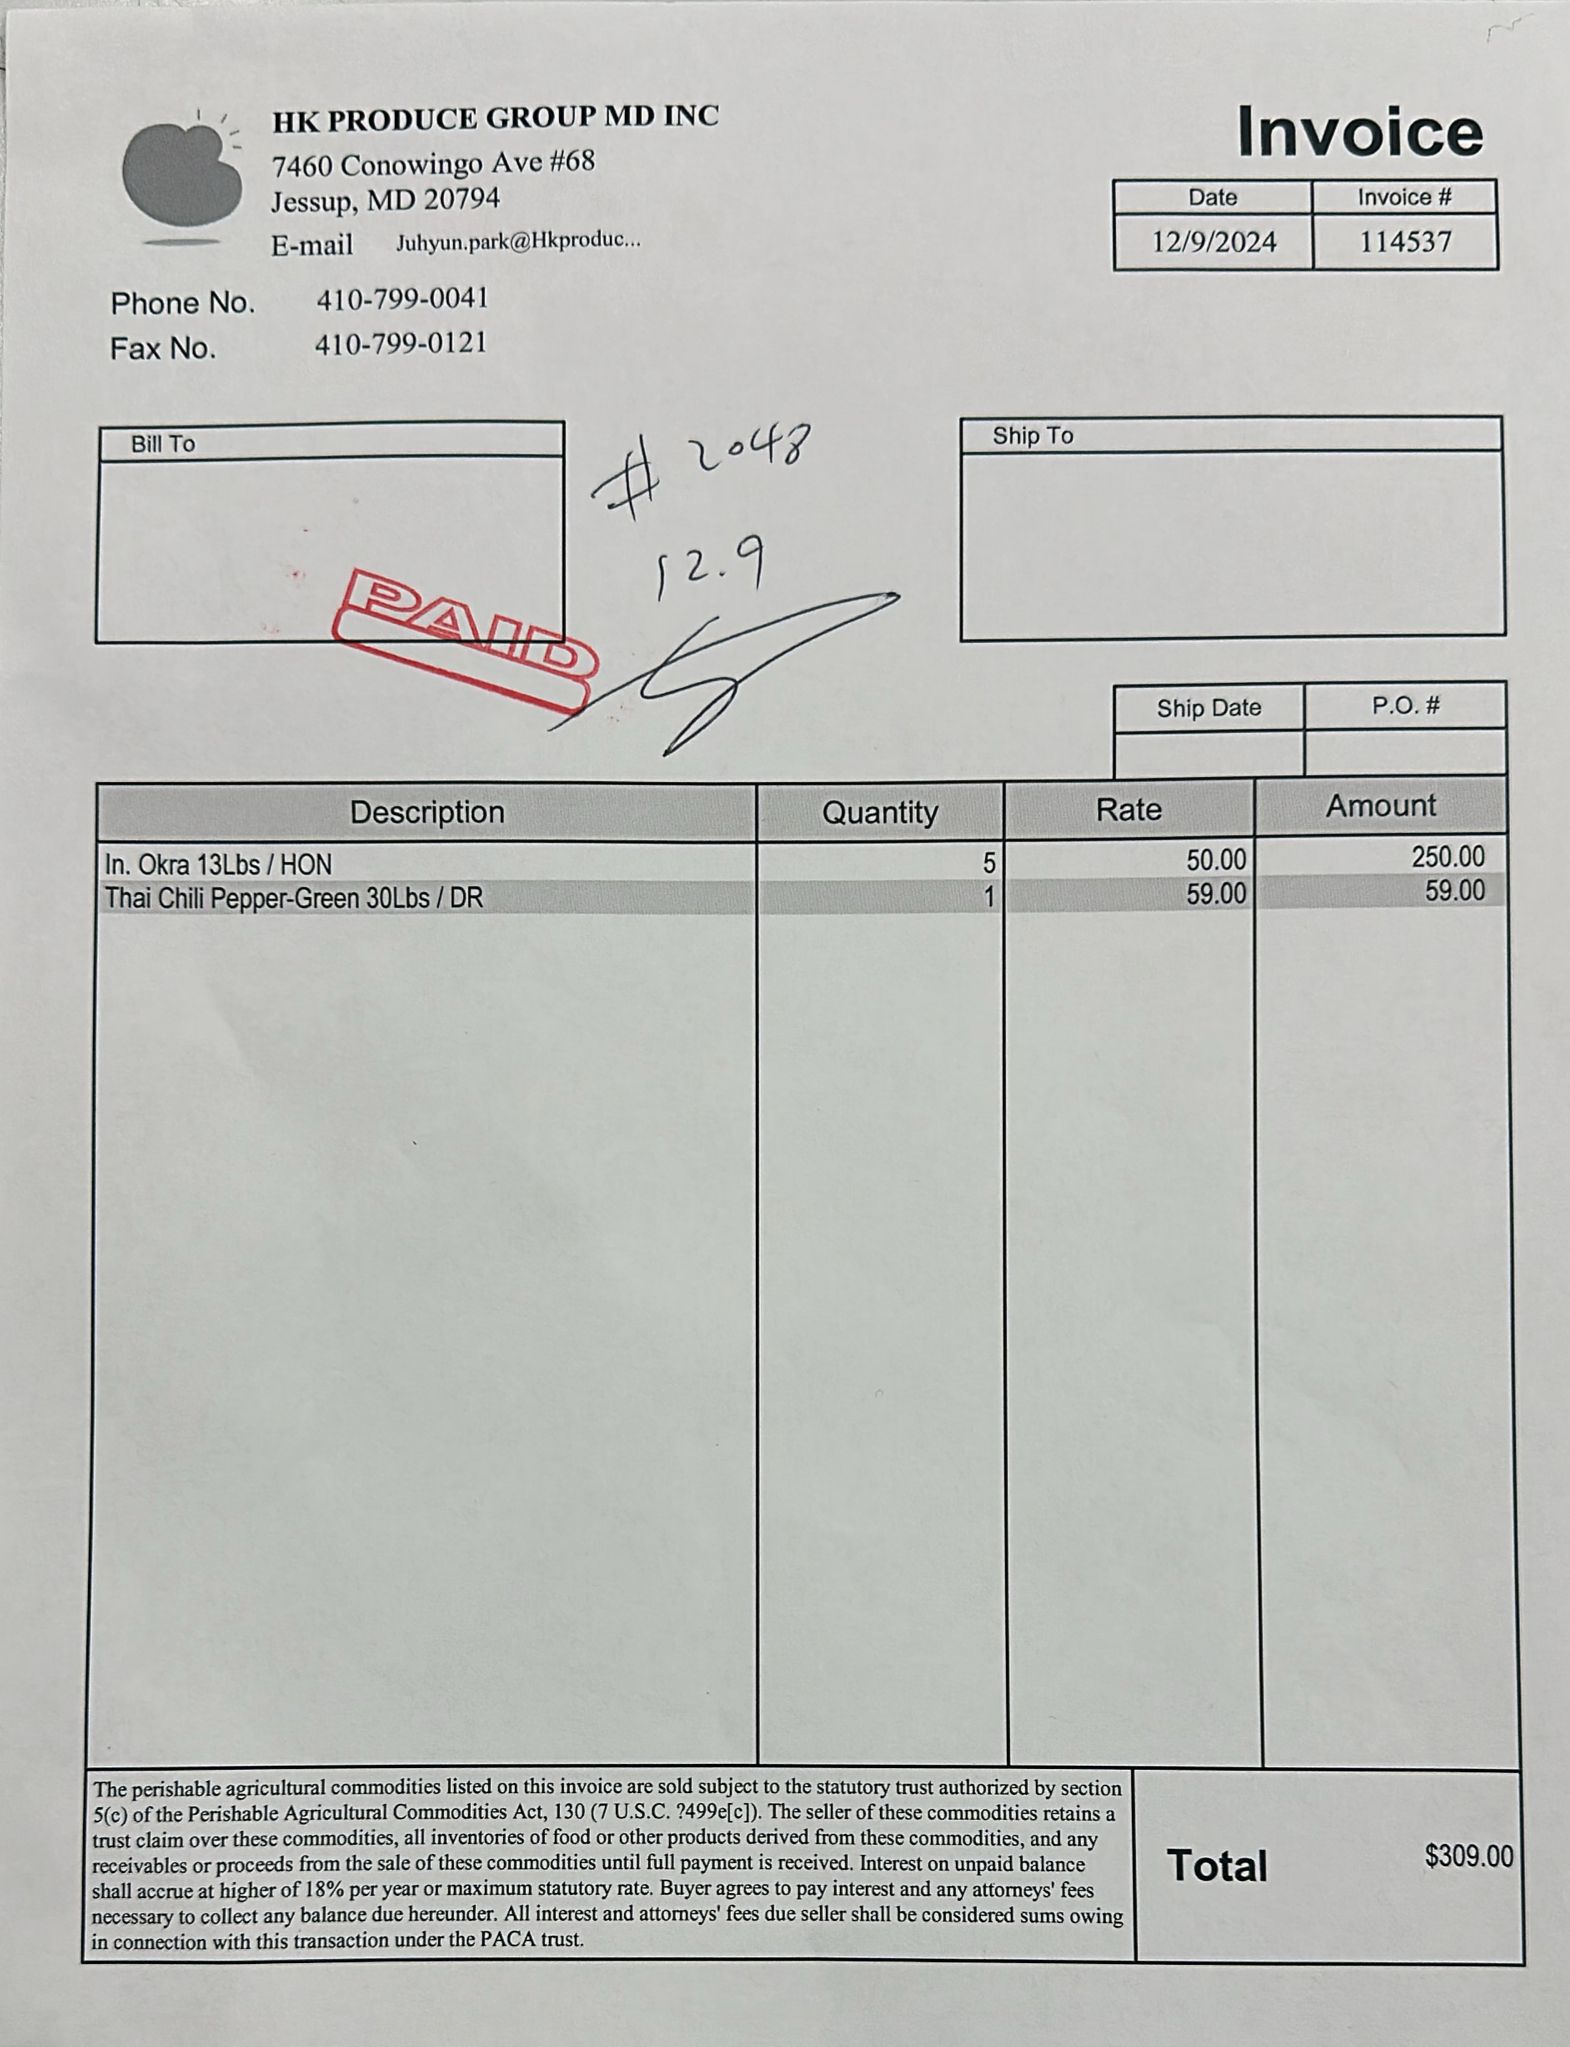 HK PRODUCE GROUP MD INC
7460 Conowingo Ave #68
Jessup, MD 20794
E-mail Juhyun.park@Hkproduc...
Phone No. 410-799-0041
Fax No. 410-799-0121
Invoice
Date Invoice #
12/9/2024 114537
Bill To
# 2048
12.9
PAID
Ship To
Ship Date P.O. #
Description Quantity Rate Amount
In. Okra 13Lbs / HON 5 50.00 250.00
Thai Chili Pepper-Green 30Lbs / DR 1 59.00 59.00
The perishable agricultural commodities listed on this invoice are sold subject to the statutory trust authorized by section
5(c) of the Perishable Agricultural Commodities Act, 130 (7 U.S.C. ?499e[c]). The seller of these commodities retains a
trust claim over these commodities, all inventories of food or other products derived from these commodities, and any
receivables or proceeds from the sale of these commodities until full payment is received. Interest on unpaid balance
shall accrue at higher of 18% per year or maximum statutory rate. Buyer agrees to pay interest and any attorneys' fees
necessary to collect any balance due hereunder. All interest and attorneys' fees due seller shall be considered sums owing
in connection with this transaction under the PACA trust.
Total $309.00